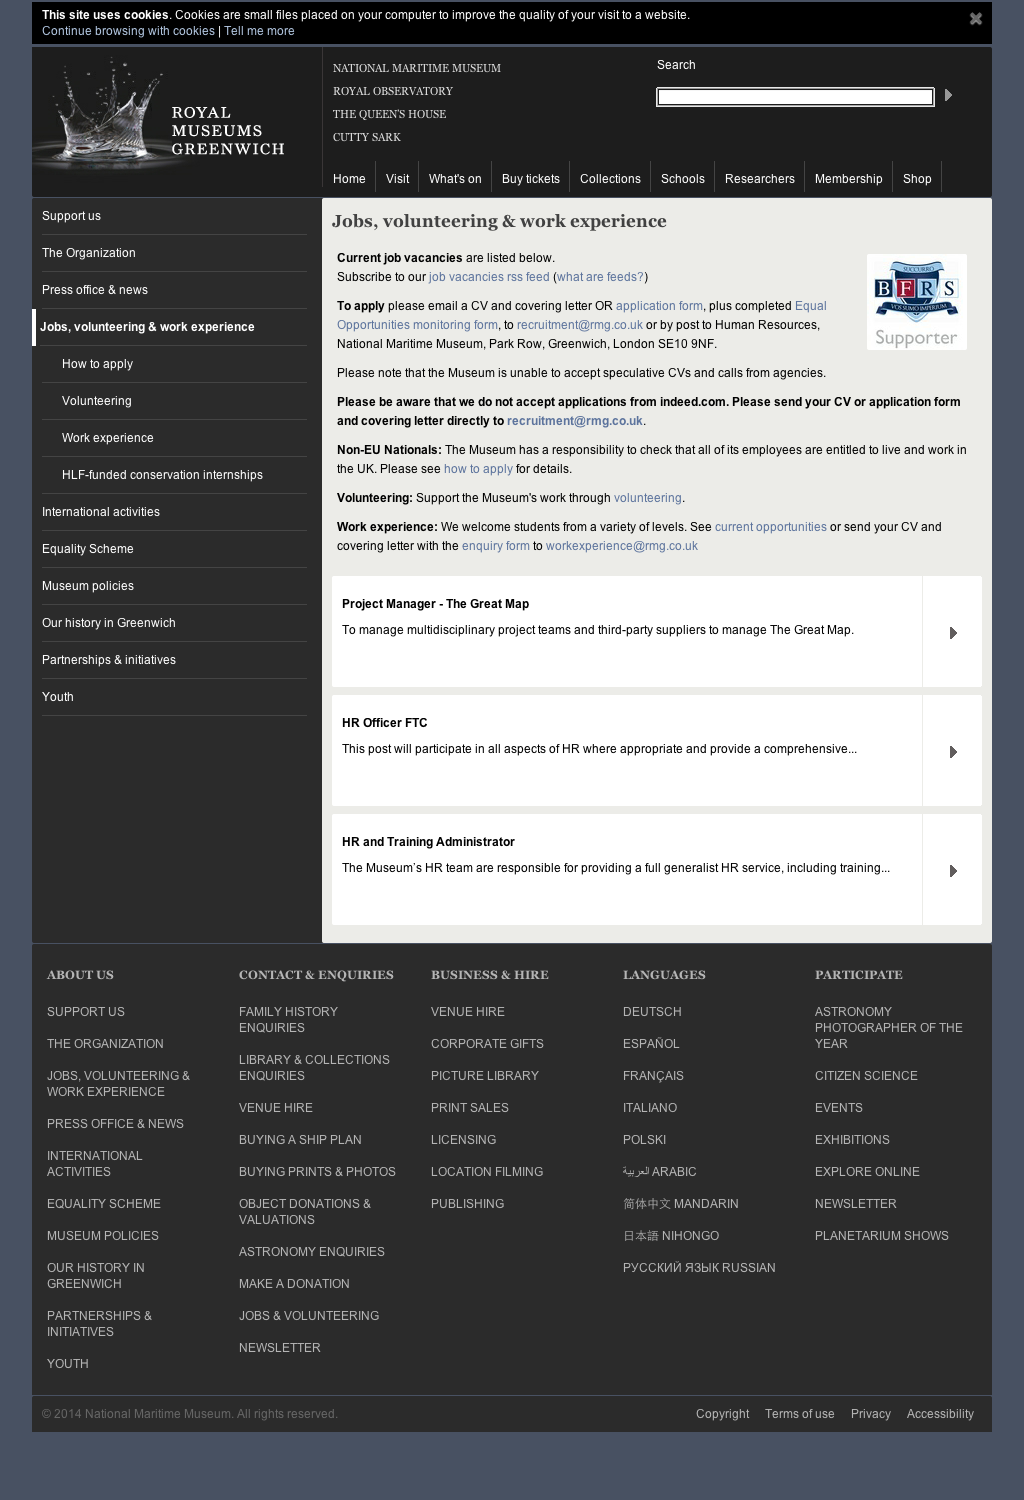 This site uses cookies. Cookies are small files placed on your computer to improve the quality of your visit to a website.
Continue browsing with cookies | Tell me more
ROYAL
MUSEUMS
GREENWICH
NATIONAL MARITIME MUSEUM
ROYAL OBSERVATORY
THE QUEEN'S HOUSE
CUTTY SARK
Search
Home Visit What's on Buy tickets Collections Schools Researchers Membership Shop
Support us
The Organization
Press office & news
Jobs, volunteering & work experience
How to apply
Volunteering
Work experience
HLF-funded conservation internships
International activities
Equality Scheme
Museum policies
Our history in Greenwich
Partnerships & initiatives
Youth
Jobs, volunteering & work experience
Current job vacancies are listed below.
Subscribe to our job vacancies rss feed (what are feeds?)
To apply please email a CV and covering letter OR application form, plus completed Equal
Opportunities monitoring form, to recruitment@rmg.co.uk or by post to Human Resources,
National Maritime Museum, Park Row, Greenwich, London SE10 9NF.
SUCCURRO
BFRS
VOS SUMO IMPERIUM
Supporter
Please note that the Museum is unable to accept speculative CVs and calls from agencies.
Please be aware that we do not accept applications from indeed.com. Please send your CV or application form
and covering letter directly to recruitment@rmg.co.uk.
Non-EU Nationals: The Museum has a responsibility to check that all of its employees are entitled to live and work in
the UK. Please see how to apply for details.
Volunteering: Support the Museum's work through volunteering.
Work experience: We welcome students from a variety of levels. See current opportunities or send your CV and
covering letter with the enquiry form to workexperience@rmg.co.uk
Project Manager - The Great Map
To manage multidisciplinary project teams and third-party suppliers to manage The Great Map.
HR Officer FTC
This post will participate in all aspects of HR where appropriate and provide a comprehensive...
HR and Training Administrator
The Museum's HR team are responsible for providing a full generalist HR service, including training...
ABOUT US
SUPPORT US
THE ORGANIZATION
JOBS, VOLUNTEERING &
WORK EXPERIENCE
PRESS OFFICE & NEWS
INTERNATIONAL
ACTIVITIES
EQUALITY SCHEME
MUSEUM POLICIES
OUR HISTORY IN
GREENWICH
PARTNERSHIPS &
INITIATIVES
YOUTH
CONTACT & ENQUIRIES
FAMILY HISTORY
ENQUIRIES
LIBRARY & COLLECTIONS
ENQUIRIES
VENUE HIRE
BUYING A SHIP PLAN
BUYING PRINTS & PHOTOS
OBJECT DONATIONS &
VALUATIONS
ASTRONOMY ENQUIRIES
MAKE A DONATION
JOBS & VOLUNTEERING
NEWSLETTER
BUSINESS & HIRE
VENUE HIRE
CORPORATE GIFTS
PICTURE LIBRARY
PRINT SALES
LICENSING
LOCATION FILMING
PUBLISHING
LANGUAGES
DEUTSCH
ESPAÑOL
FRANÇAIS
ITALIANO
POLSKI
العربية ARABIC
简体中文 MANDARIN
日本語 NIHONGO
РУССКИЙ ЯЗЫК RUSSIAN
PARTICIPATE
ASTRONOMY
PHOTOGRAPHER OF THE
YEAR
CITIZEN SCIENCE
EVENTS
EXHIBITIONS
EXPLORE ONLINE
NEWSLETTER
PLANETARIUM SHOWS
© 2014 National Maritime Museum. All rights reserved.
Copyright Terms of use Privacy Accessibility